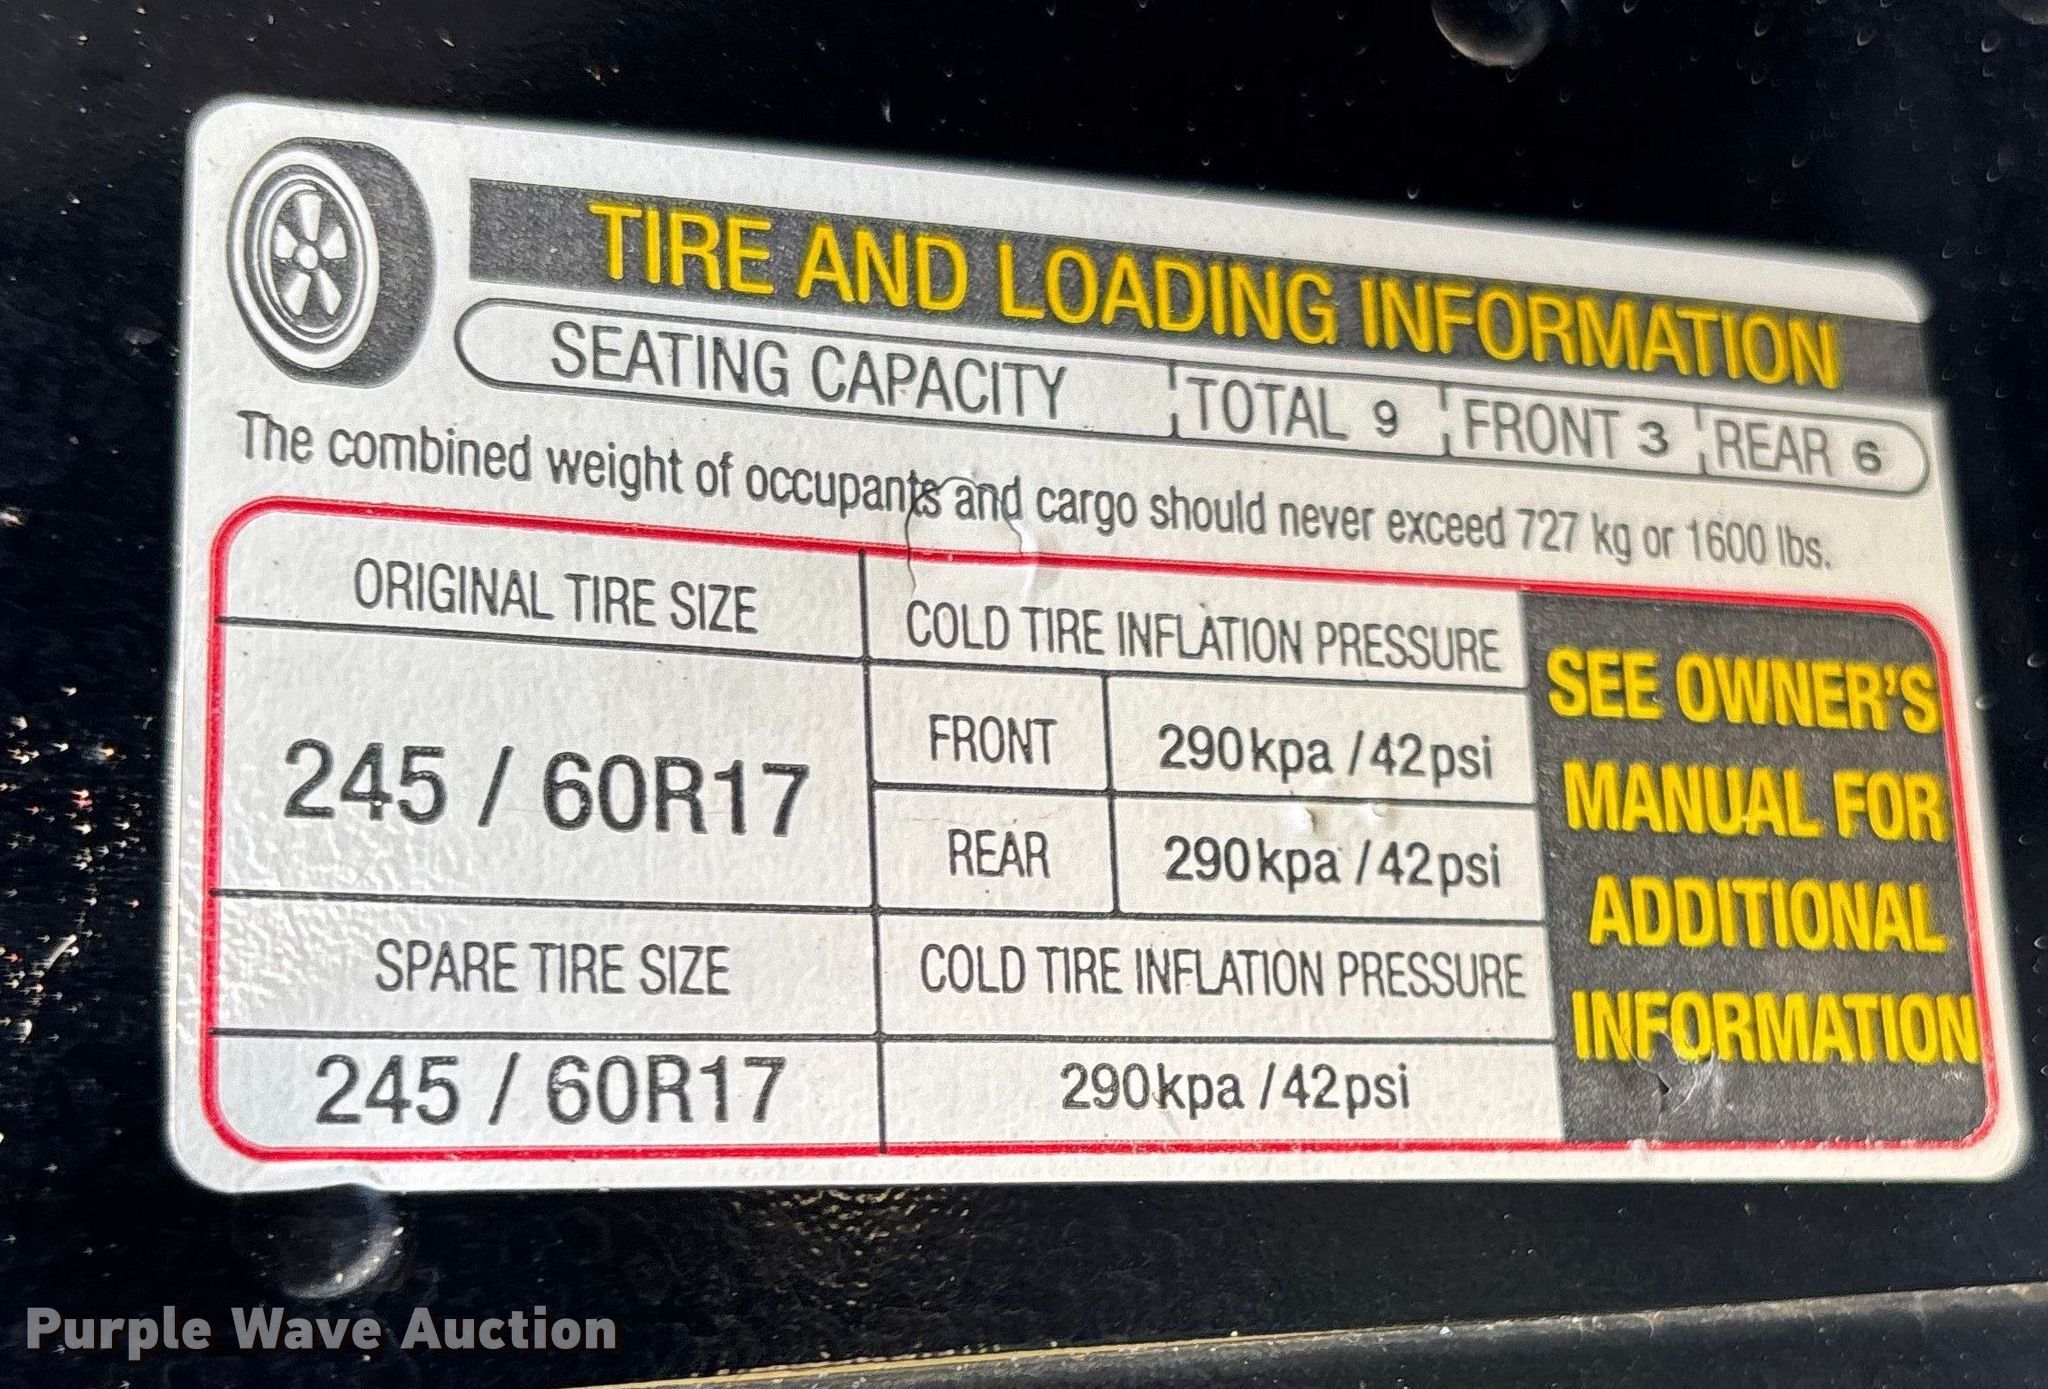 TIRE AND LOADING INFORMATION
SEATING CAPACITY TOTAL 9 FRONT 3 REAR 6
The combined weight of occupants and cargo should never exceed 727 kg or 1600 lbs.
ORIGINAL TIRE SIZE
245 / 60R17
COLD TIRE INFLATION PRESSURE
FRONT 290kpa / 42psi
REAR 290kpa / 42psi
SPARE TIRE SIZE
245 / 60R17
COLD TIRE INFLATION PRESSURE
290kpa / 42psi
SEE OWNER'S
MANUAL FOR
ADDITIONAL
INFORMATION
Purple Wave Auction